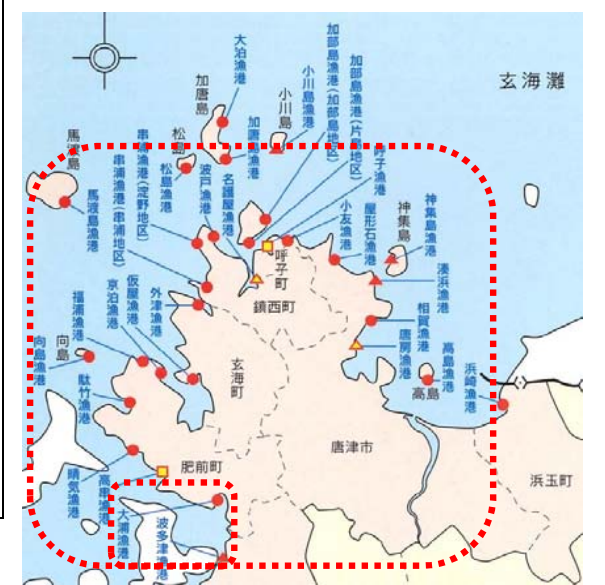 玄海灘
大泊漁港
加唐島
加唐島漁港
小川島
小川島漁港
加部島漁港(加部島地区)
加部島漁港(片島地区)
呼子漁港
松島
松島漁港
馬渡島
馬渡島漁港
串浦漁港(淀野地区)
串浦漁港(串浦地区)
波戸漁港
名護屋漁港
小友漁港
屋形石漁港
神集島
神集島漁港
湊浜漁港
相賀漁港
唐房漁港
高島漁港
高島
浜崎漁港
呼子町
鎮西町
外津漁港
仮屋漁港
京泊漁港
福浦漁港
向島
向島漁港
駄竹漁港
晴気漁港
高串漁港
大浦漁港
波多津漁港
玄海町
肥前町
唐津市
浜玉町